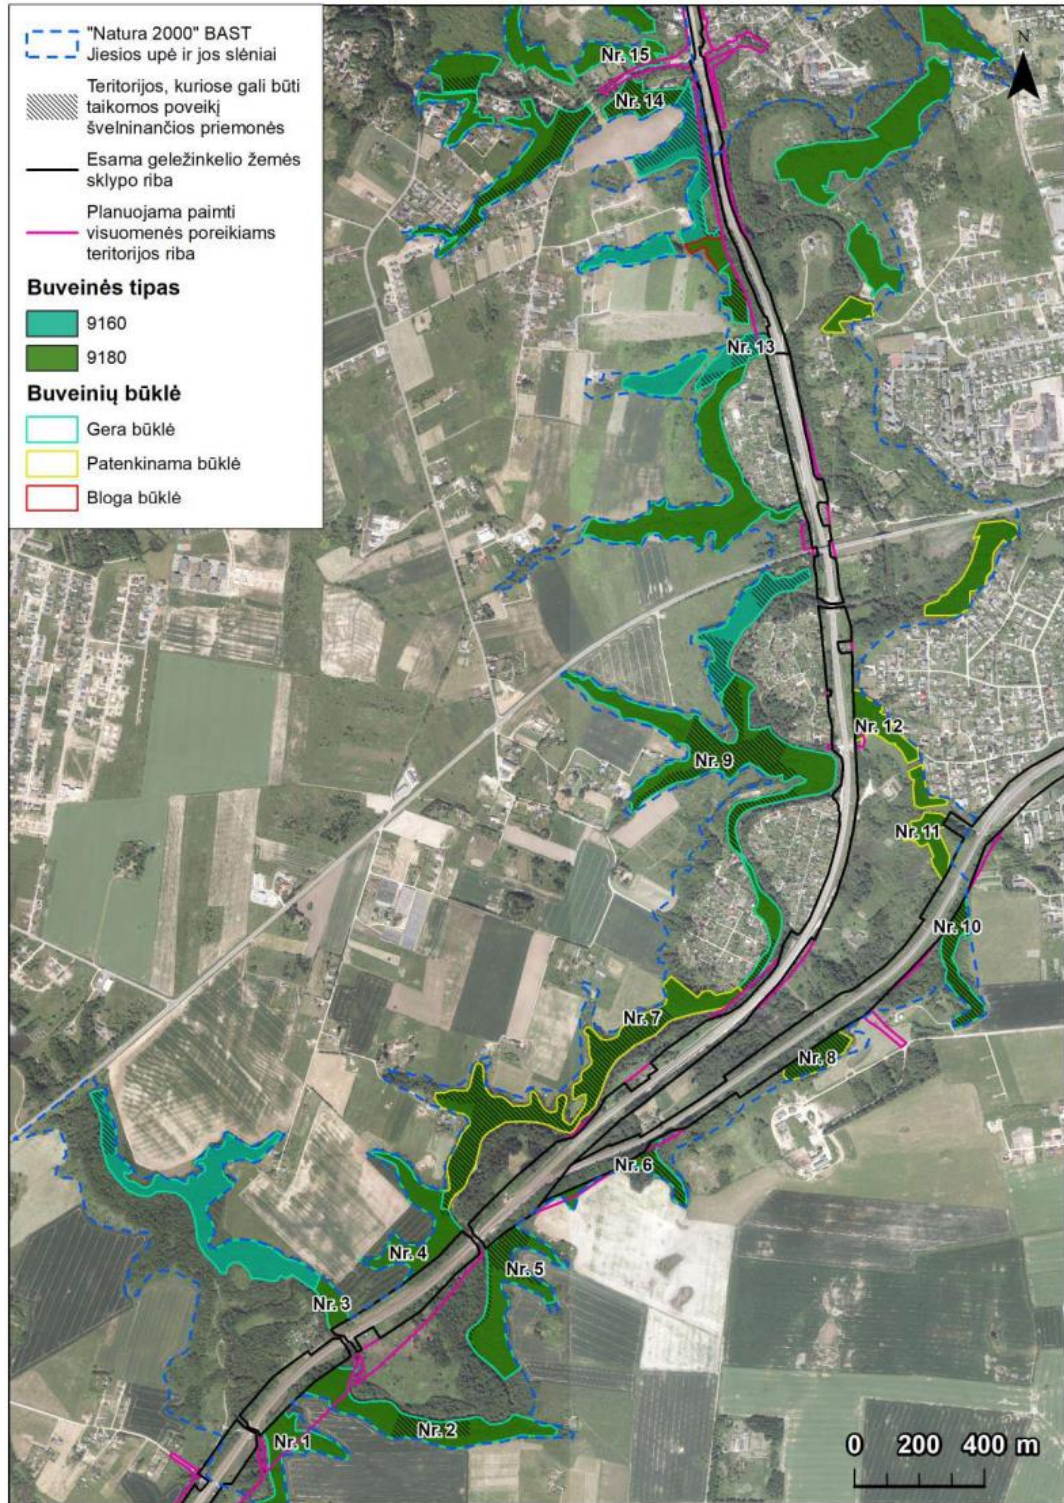 "Natura 2000" BAST
Jiesios upė ir jos slėniai
Teritorijos, kuriose gali būti
taikomos poveikį
švelninančios priemonės
Esama geležinkelio žemės
sklypo riba
Planuojama paimti
visuomenės poreikiams
teritorijos riba
Buveinės tipas
9160
9180
Buveinių būklė
Gera būklė
Patenkinama būklė
Bloga būklė
N
Nr. 15
Nr. 14
Nr. 13
Nr. 12
Nr. 9
Nr. 11
Nr. 10
Nr. 7
Nr. 8
Nr. 6
Nr. 4
Nr. 5
Nr. 3
Nr. 2
Nr. 1
0 200 400 m